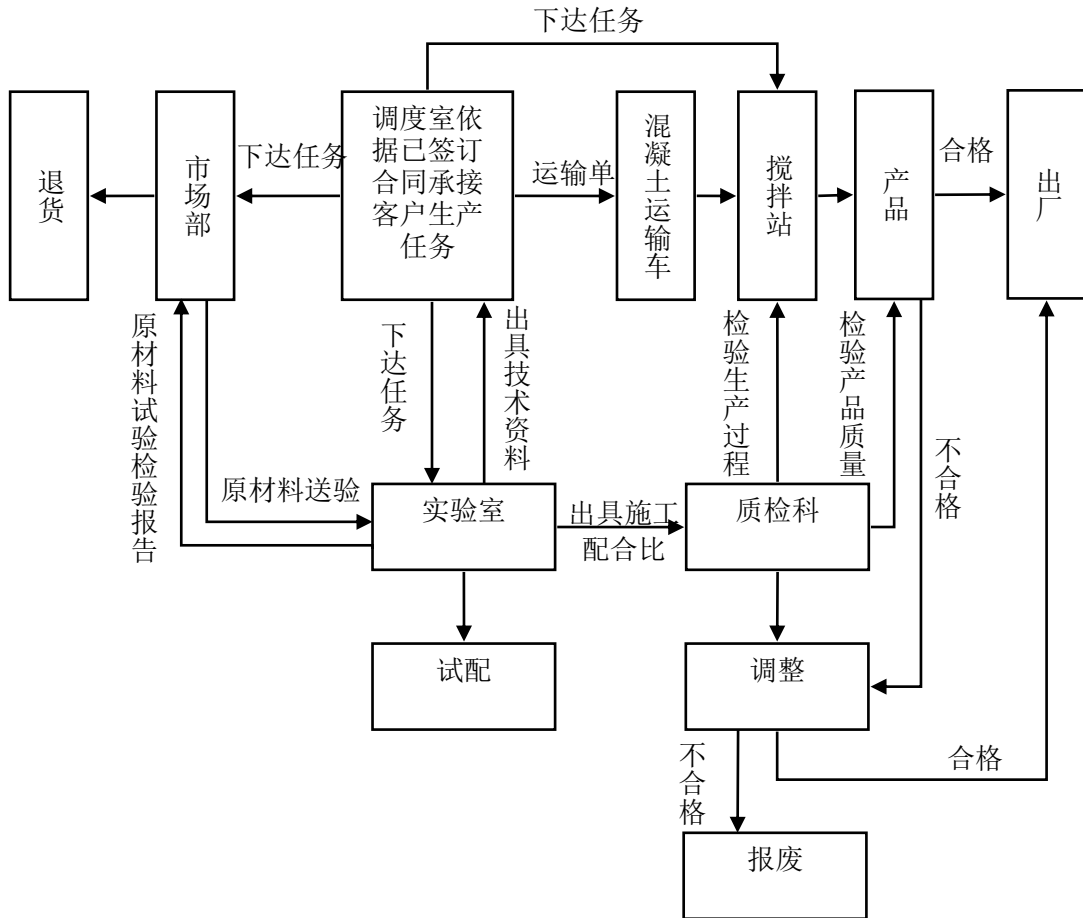 下达任务
退货
市场部
下达任务
调度室依
据已签订
合同承接
客户生产
任务
运输单
混凝土运输车
搅拌站
产品
合格
出厂
原材料试验检验报告
下达任务
出具技术资料
检验生产过程
检验产品质量
不合格
原材料送验
实验室
出具施工
配合比
质检科
试配
调整
不合格
合格
报废